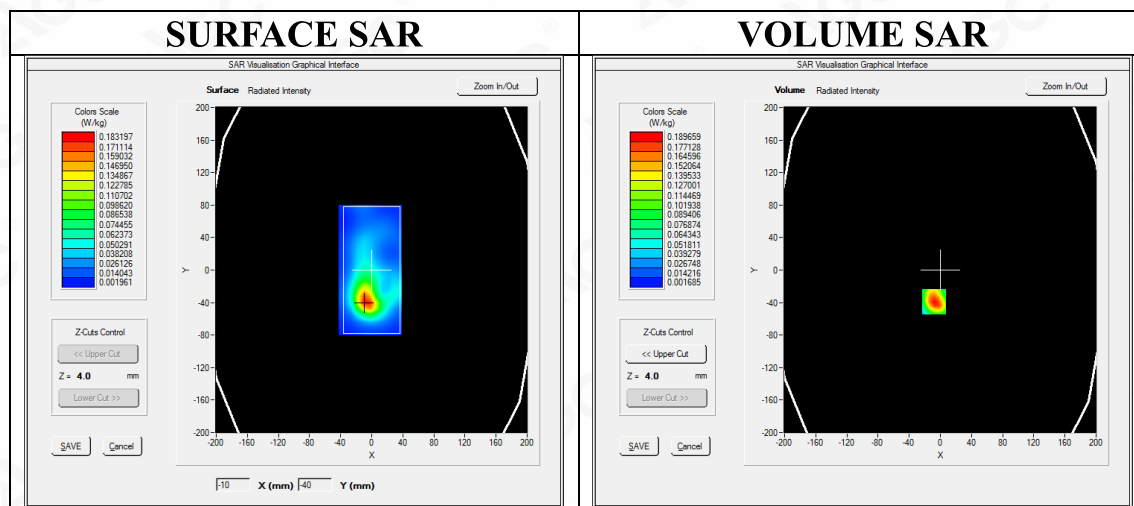 SURFACE SAR
SAR Visualisation Graphical Interface
Surface Radiated Intensity
Zoom In/Out
Colors Scale
(W/kg)
0.183197
0.171114
0.159032
0.146950
0.134867
0.122785
0.110702
0.098620
0.086538
0.074455
0.062373
0.050291
0.038208
0.026126
0.014043
0.001961
Z-Cuts Control
<< Upper Cut
Z = 4.0 mm
Lower Cut >>
SAVE Cancel
200
160
120
80
40
0
-40
-80
-120
-160
-200
Y
-200 -160 -120 -80 -40 0 40 80 120 160 200
X
-10 X (mm) -40 Y (mm)
VOLUME SAR
SAR Visualisation Graphical Interface
Volume Radiated Intensity
Zoom In/Out
Colors Scale
(W/kg)
0.189659
0.177128
0.164596
0.152064
0.139533
0.127001
0.114469
0.101938
0.089406
0.076874
0.064343
0.051811
0.039279
0.026748
0.014216
0.001685
Z-Cuts Control
<< Upper Cut
Z = 4.0 mm
Lower Cut >>
SAVE Cancel
200
160
120
80
40
0
-40
-80
-120
-160
-200
Y
-200 -160 -120 -80 -40 0 40 80 120 160 200
X